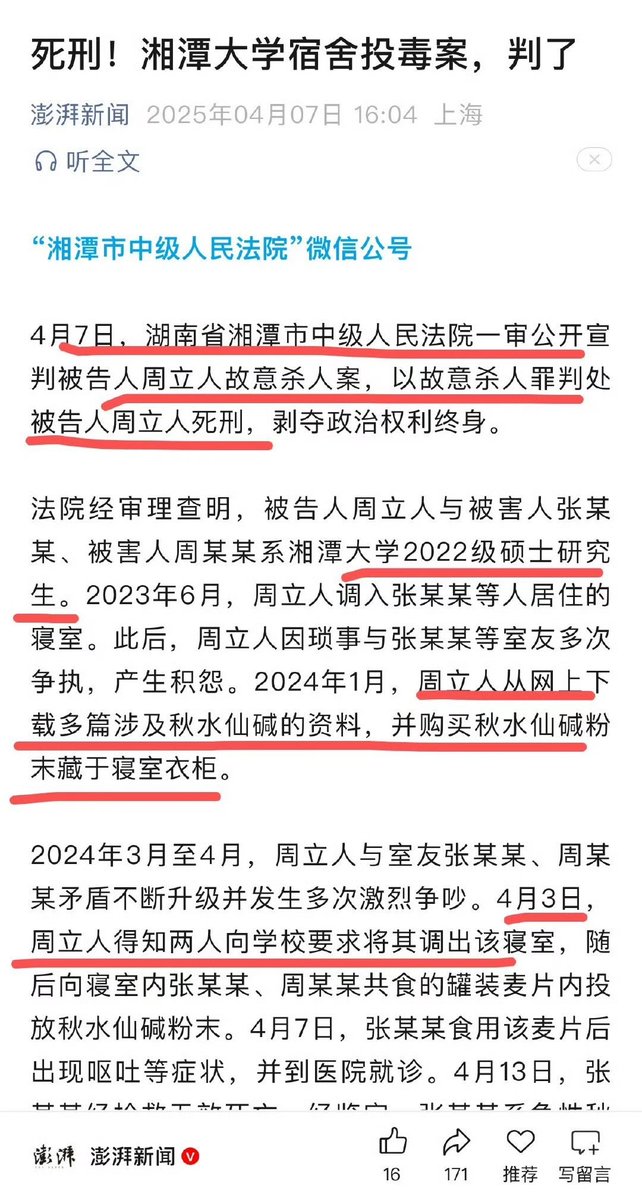 死刑！湘潭大学宿舍投毒案，判了
澎湃新闻 2025年04月07日 16:04 上海
听全文
“湘潭市中级人民法院”微信公号
4月7日，湖南省湘潭市中级人民法院一审公开宣
判被告人周立人故意杀人案，以故意杀人罪判处
被告人周立人死刑，剥夺政治权利终身。
法院经审理查明，被告人周立人与被害人张某
某、被害人周某某系湘潭大学2022级硕士研究
生。2023年6月，周立人调入张某某等人居住的
寝室。此后，周立人因琐事与张某某等室友多次
争执，产生积怨。2024年1月，周立人从网上下
载多篇涉及秋水仙碱的资料，并购买秋水仙碱粉
末藏于寝室衣柜。
2024年3月至4月，周立人与室友张某某、周某
某矛盾不断升级并发生多次激烈争吵。4月3日，
周立人得知两人向学校要求将其调出该寝室，随
后向寝室内张某某、周某某共食的罐装麦片内投
放秋水仙碱粉末。4月7日，张某某食用该麦片后
出现呕吐等症状，并到医院就诊。4月13日，张
某某经抢救无效死亡。经鉴定，张某某系急性秋
澎湃 澎湃新闻
16 171 推荐 写留言